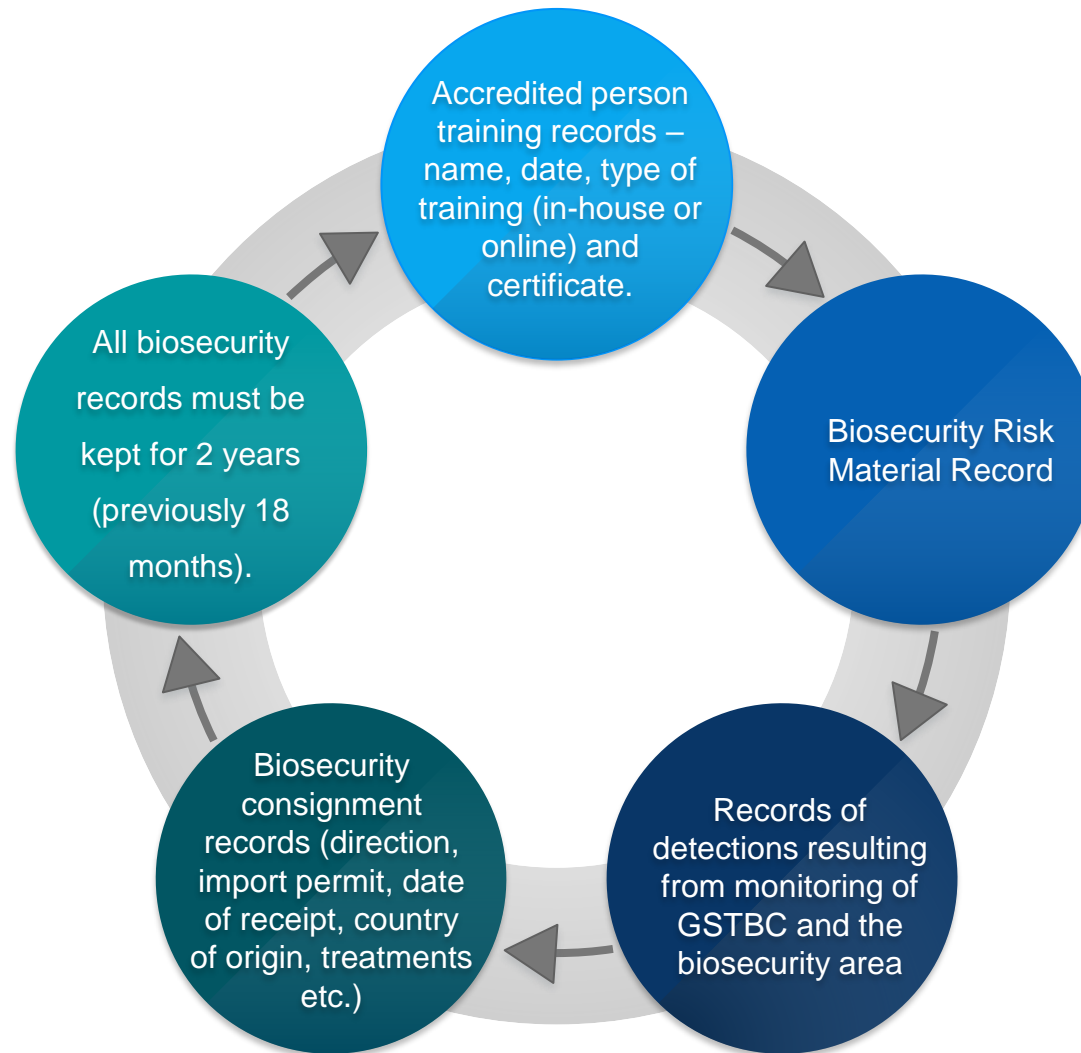 Accredited person
training records –
name, date, type of
training (in-house or
online) and
certificate.
Biosecurity Risk
Material Record
Records of
detections resulting
from monitoring of
GSTBC and the
biosecurity area
Biosecurity
consignment
records (direction,
import permit, date
of receipt, country
of origin, treatments
etc.)
All biosecurity
records must be
kept for 2 years
(previously 18
months).